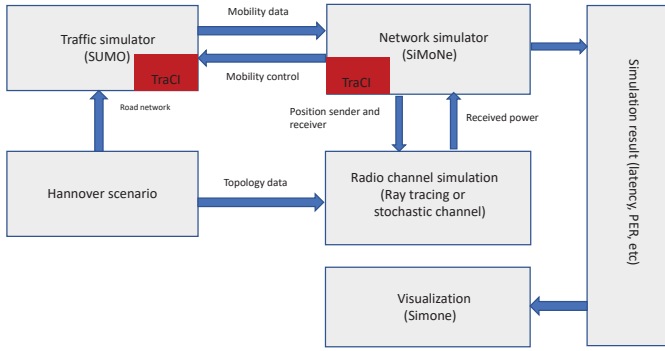 Mobility data
Traffic simulator
(SUMO)
TraCI
Network simulator
(SiMoNe)
TraCI
Mobility control
Road network
Position sender and
receiver
Received power
Hannover scenario
Topology data
Radio channel simulation
(Ray tracing or
stochastic channel)
Simulation result (latency,
PER, etc)
Visualization
(Simone)